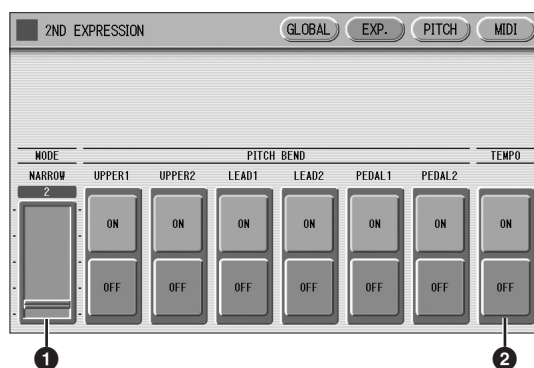 2ND EXPRESSION GLOBAL EXP. PITCH MIDI
MODE PITCH BEND TEMPO
NARROW UPPER1 UPPER2 LEAD1 LEAD2 PEDAL1 PEDAL2
2
ON ON ON ON ON ON ON
OFF OFF OFF OFF OFF OFF OFF
1 2